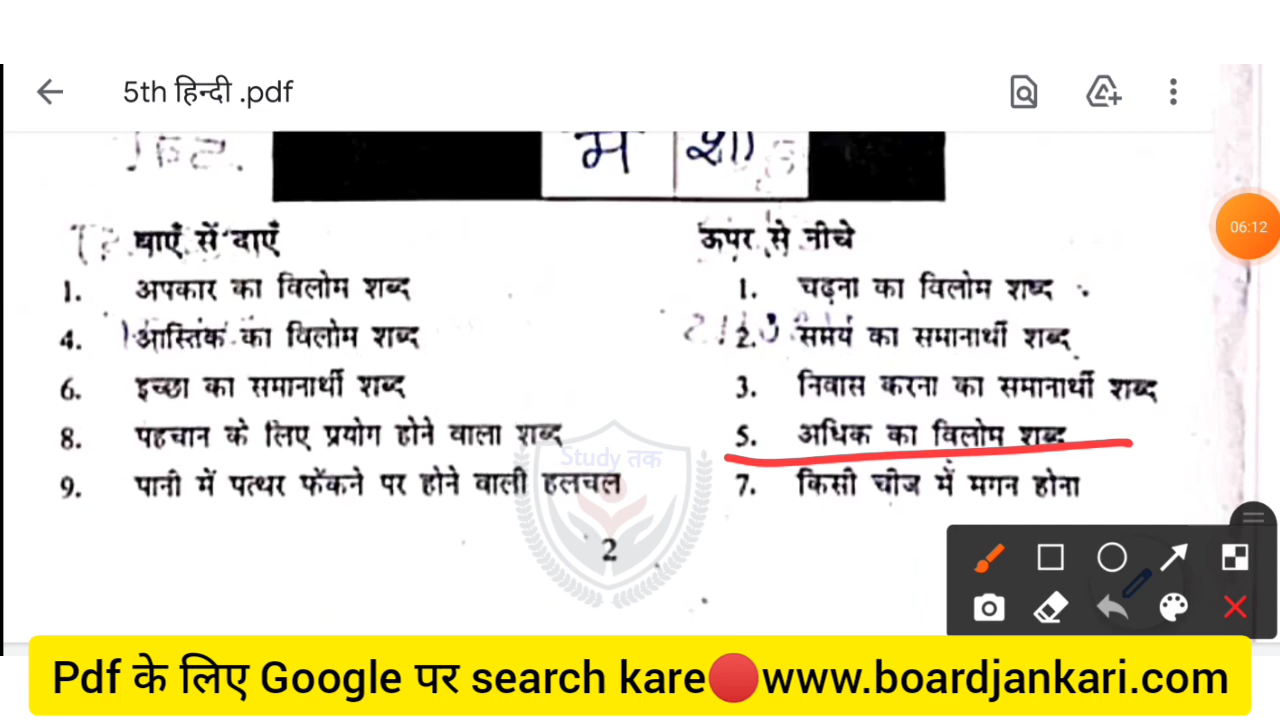 5th हिन्दी .pdf
म शा
बाएँ सें दाएँ
1. अपकार का विलोम शब्द
4. आस्तिक का विलोम शब्द
6. इच्छा का समानार्थी शब्द
8. पहचान के लिए प्रयोग होने वाला शब्द
9. पानी में पत्थर फेंकने पर होने वाली हलचल
ऊपर से नीचे
1. चढ़ना का विलोम शब्द
2. समय का समानार्थी शब्द
3. निवास करना का समानार्थी शब्द
5. अधिक का विलोम शब्द
7. किसी चीज में मगन होना
Study तक
2
06:12
Pdf के लिए Google पर search kare🔴www.boardjankari.com